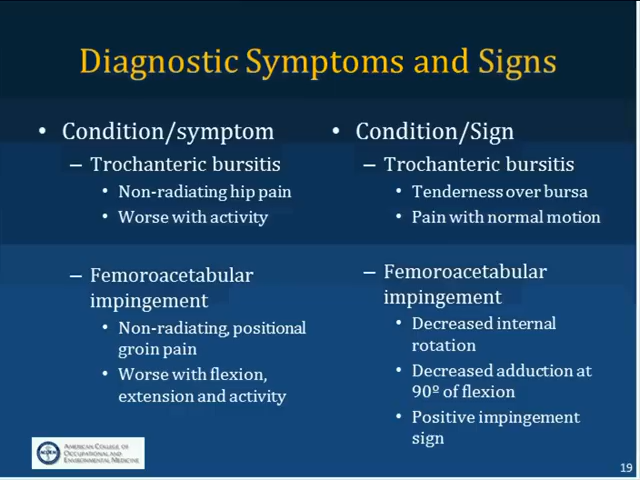 Diagnostic Symptoms and Signs
• Condition/symptom
– Trochanteric bursitis
• Non-radiating hip pain
• Worse with activity
– Femoroacetabular
impingement
• Non-radiating, positional
groin pain
• Worse with flexion,
extension and activity
• Condition/Sign
– Trochanteric bursitis
• Tenderness over bursa
• Pain with normal motion
– Femoroacetabular
impingement
• Decreased internal
rotation
• Decreased adduction at
90º of flexion
• Positive impingement
sign
AMERICAN COLLEGE OF
OCCUPATIONAL AND
ENVIRONMENTAL MEDICINE
19